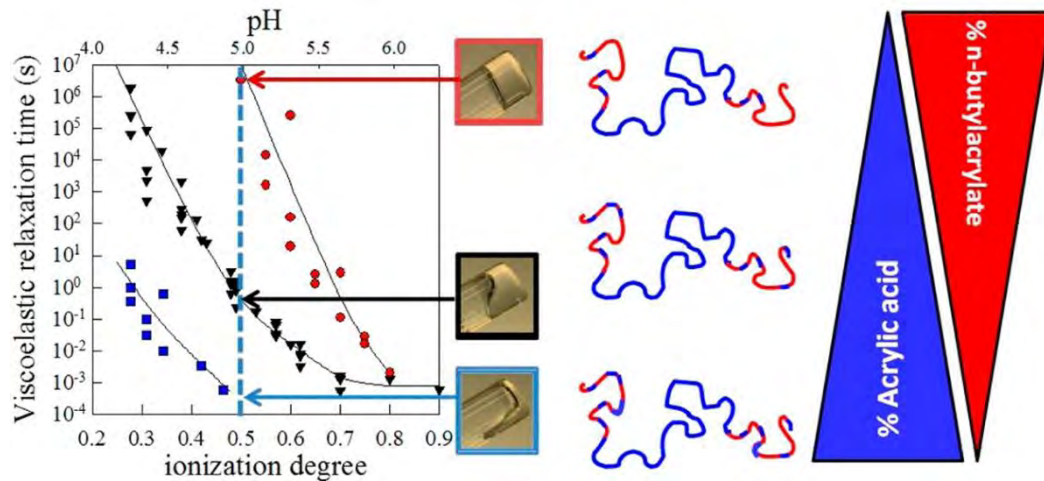 pH
4.0 4.5 5.0 5.5 6.0
Viscoelastic relaxation time (s)
10⁷
10⁶
10⁵
10⁴
10³
10²
10¹
10⁰
10⁻¹
10⁻²
10⁻³
10⁻⁴
0.2 0.3 0.4 0.5 0.6 0.7 0.8 0.9
ionization degree
% Acrylic acid
% n-butylacrylate